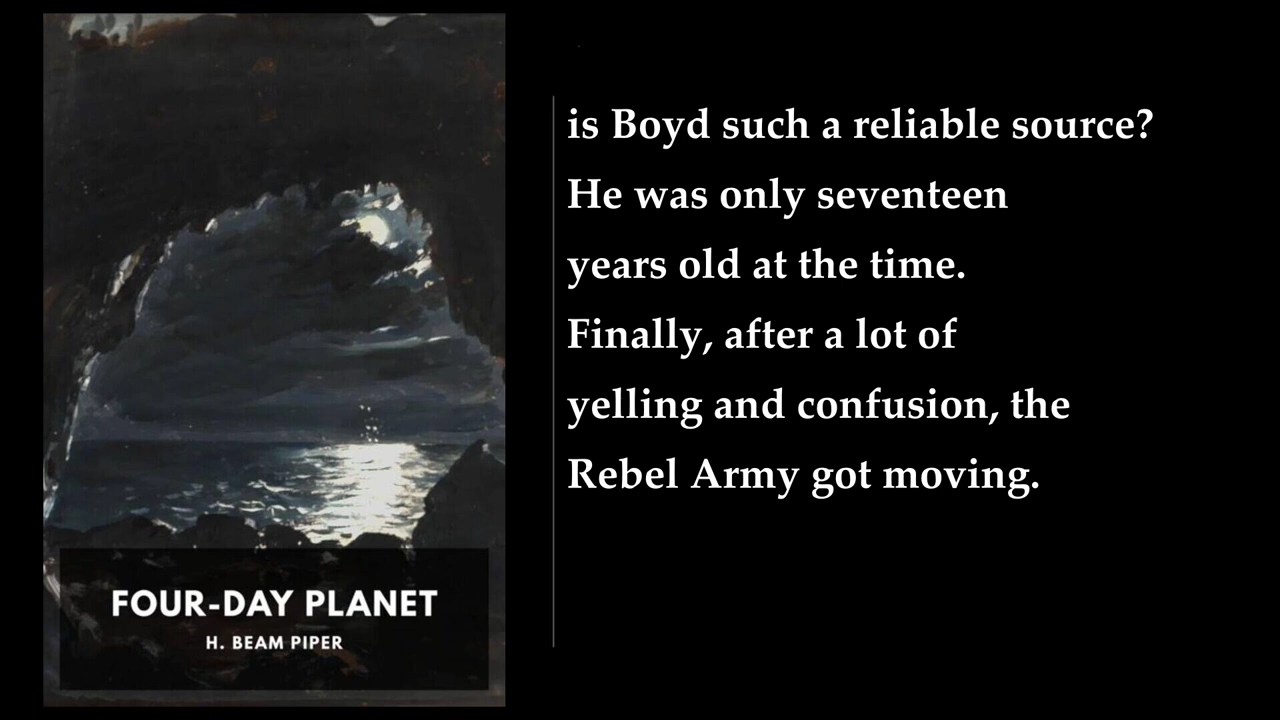 FOUR-DAY PLANET
H. BEAM PIPER
is Boyd such a reliable source?
He was only seventeen
years old at the time.
Finally, after a lot of
yelling and confusion, the
Rebel Army got moving.